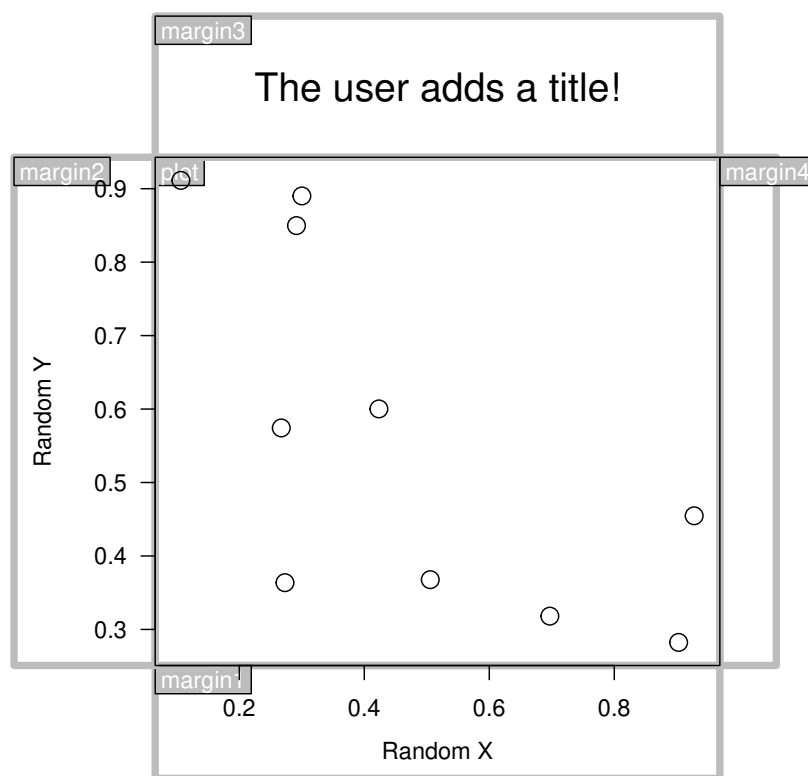 margin3
The user adds a title!
margin2
plot
margin4
0.9
0.8
0.7
0.6
0.5
0.4
0.3
Random Y
margin1
0.2 0.4 0.6 0.8
Random X